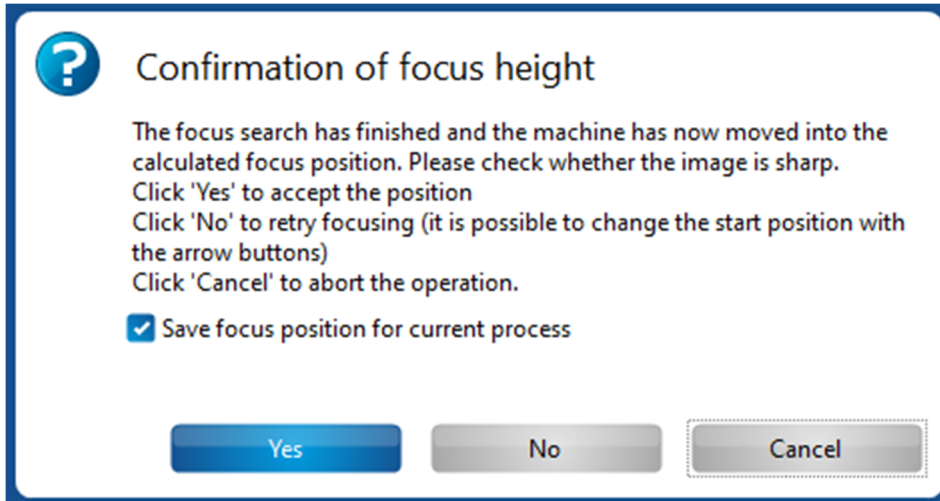 ?
Confirmation of focus height
The focus search has finished and the machine has now moved into the
calculated focus position. Please check whether the image is sharp.
Click 'Yes' to accept the position
Click 'No' to retry focusing (it is possible to change the start position with
the arrow buttons)
Click 'Cancel' to abort the operation.
Save focus position for current process
Yes No Cancel